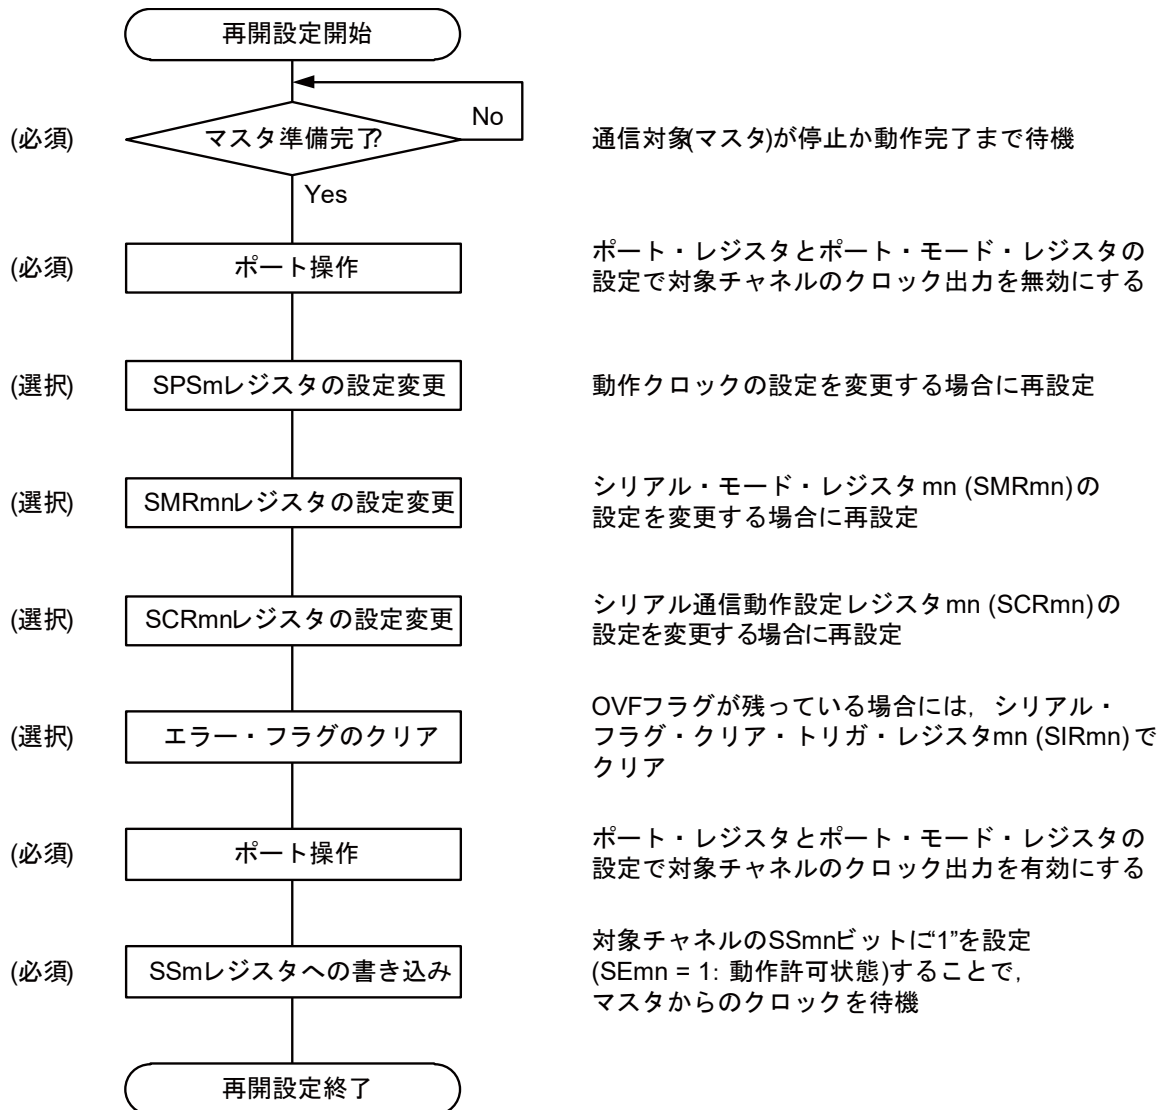 再開設定開始
No
(必須)
マスタ準備完了?
通信対象(マスタ)が停止か動作完了まで待機
Yes
(必須)
ポート操作
ポート・レジスタとポート・モード・レジスタの
設定で対象チャネルのクロック出力を無効にする
(選択)
SPSmレジスタの設定変更
動作クロックの設定を変更する場合に再設定
(選択)
SMRmnレジスタの設定変更
シリアル・モード・レジスタmn (SMRmn)の
設定を変更する場合に再設定
(選択)
SCRmnレジスタの設定変更
シリアル通信動作設定レジスタmn (SCRmn)の
設定を変更する場合に再設定
(選択)
エラー・フラグのクリア
OVFフラグが残っている場合には，シリアル・
フラグ・クリア・トリガ・レジスタmn (SIRmn)で
クリア
(必須)
ポート操作
ポート・レジスタとポート・モード・レジスタの
設定で対象チャネルのクロック出力を有効にする
(必須)
SSmレジスタへの書き込み
対象チャネルのSSmnビットに“1”を設定
(SEmn = 1: 動作許可状態)することで，
マスタからのクロックを待機
再開設定終了